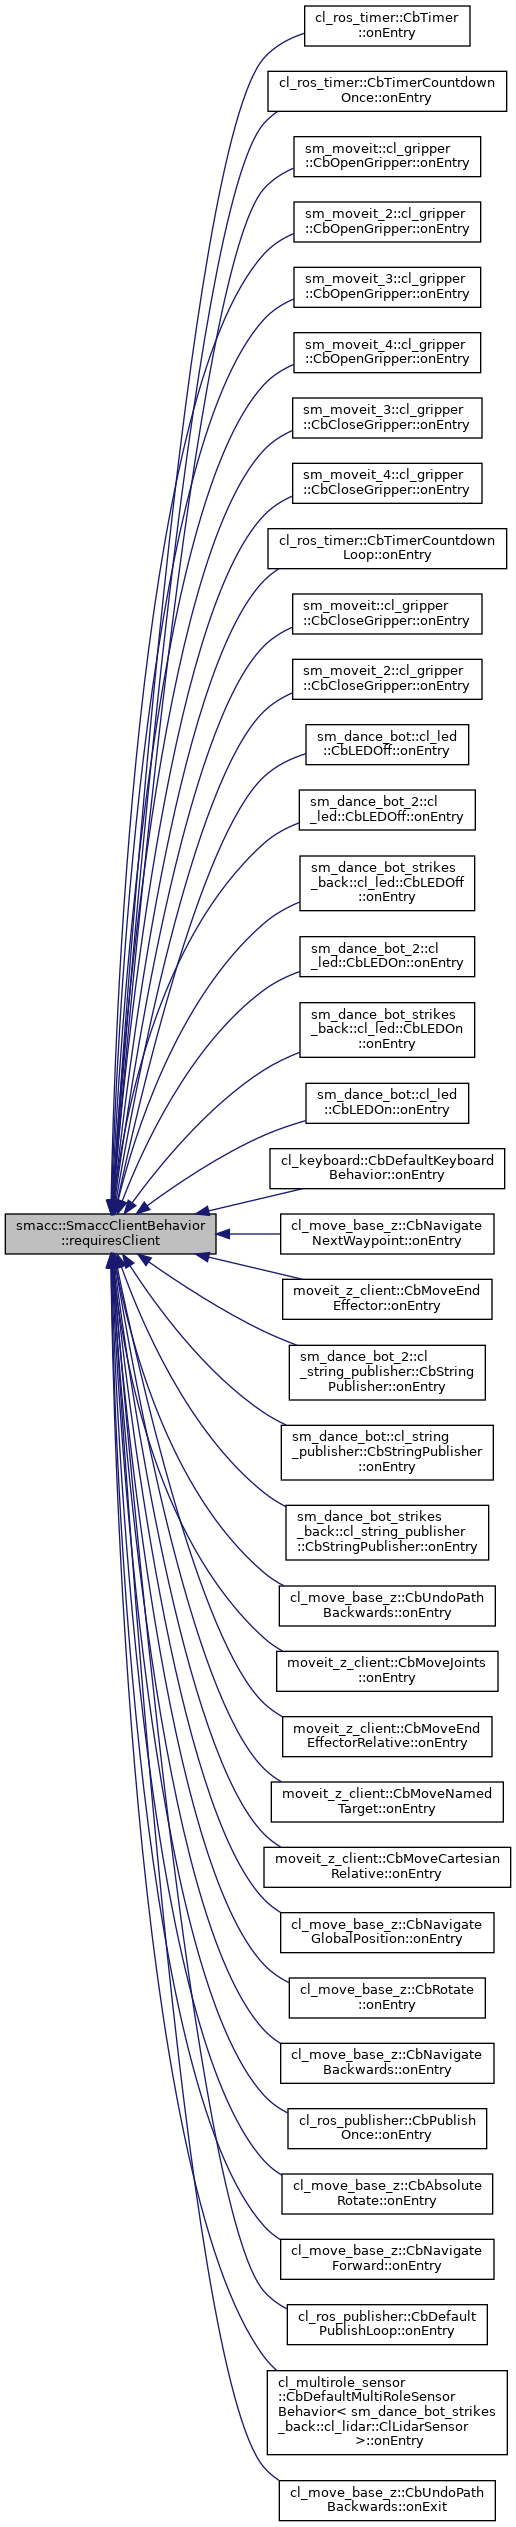 cl_ros_timer::CbTimer
::onEntry
cl_ros_timer::CbTimerCountdown
Once::onEntry
sm_moveit::cl_gripper
::CbOpenGripper::onEntry
sm_moveit_2::cl_gripper
::CbOpenGripper::onEntry
sm_moveit_3::cl_gripper
::CbOpenGripper::onEntry
sm_moveit_4::cl_gripper
::CbOpenGripper::onEntry
sm_moveit_3::cl_gripper
::CbCloseGripper::onEntry
sm_moveit_4::cl_gripper
::CbCloseGripper::onEntry
cl_ros_timer::CbTimerCountdown
Loop::onEntry
sm_moveit::cl_gripper
::CbCloseGripper::onEntry
sm_moveit_2::cl_gripper
::CbCloseGripper::onEntry
sm_dance_bot::cl_led
::CbLEDOff::onEntry
sm_dance_bot_2::cl
_led::CbLEDOff::onEntry
sm_dance_bot_strikes
_back::cl_led::CbLEDOff
::onEntry
sm_dance_bot_2::cl
_led::CbLEDOn::onEntry
sm_dance_bot_strikes
_back::cl_led::CbLEDOn
::onEntry
sm_dance_bot::cl_led
::CbLEDOn::onEntry
cl_keyboard::CbDefaultKeyboard
Behavior::onEntry
smacc::SmaccClientBehavior
::requiresClient
cl_move_base_z::CbNavigate
NextWaypoint::onEntry
moveit_z_client::CbMoveEnd
Effector::onEntry
sm_dance_bot_2::cl
_string_publisher::CbString
Publisher::onEntry
sm_dance_bot::cl_string
_publisher::CbStringPublisher
::onEntry
sm_dance_bot_strikes
_back::cl_string_publisher
::CbStringPublisher::onEntry
cl_move_base_z::CbUndoPath
Backwards::onEntry
moveit_z_client::CbMoveJoints
::onEntry
moveit_z_client::CbMoveEnd
EffectorRelative::onEntry
moveit_z_client::CbMoveNamed
Target::onEntry
moveit_z_client::CbMoveCartesian
Relative::onEntry
cl_move_base_z::CbNavigate
GlobalPosition::onEntry
cl_move_base_z::CbRotate
::onEntry
cl_move_base_z::CbNavigate
Backwards::onEntry
cl_ros_publisher::CbPublish
Once::onEntry
cl_move_base_z::CbAbsolute
Rotate::onEntry
cl_move_base_z::CbNavigate
Forward::onEntry
cl_ros_publisher::CbDefault
PublishLoop::onEntry
cl_multirole_sensor
::CbDefaultMultiRoleSensor
Behavior< sm_dance_bot_strikes
_back::cl_lidar::ClLidarSensor
>::onEntry
cl_move_base_z::CbUndoPath
Backwards::onExit